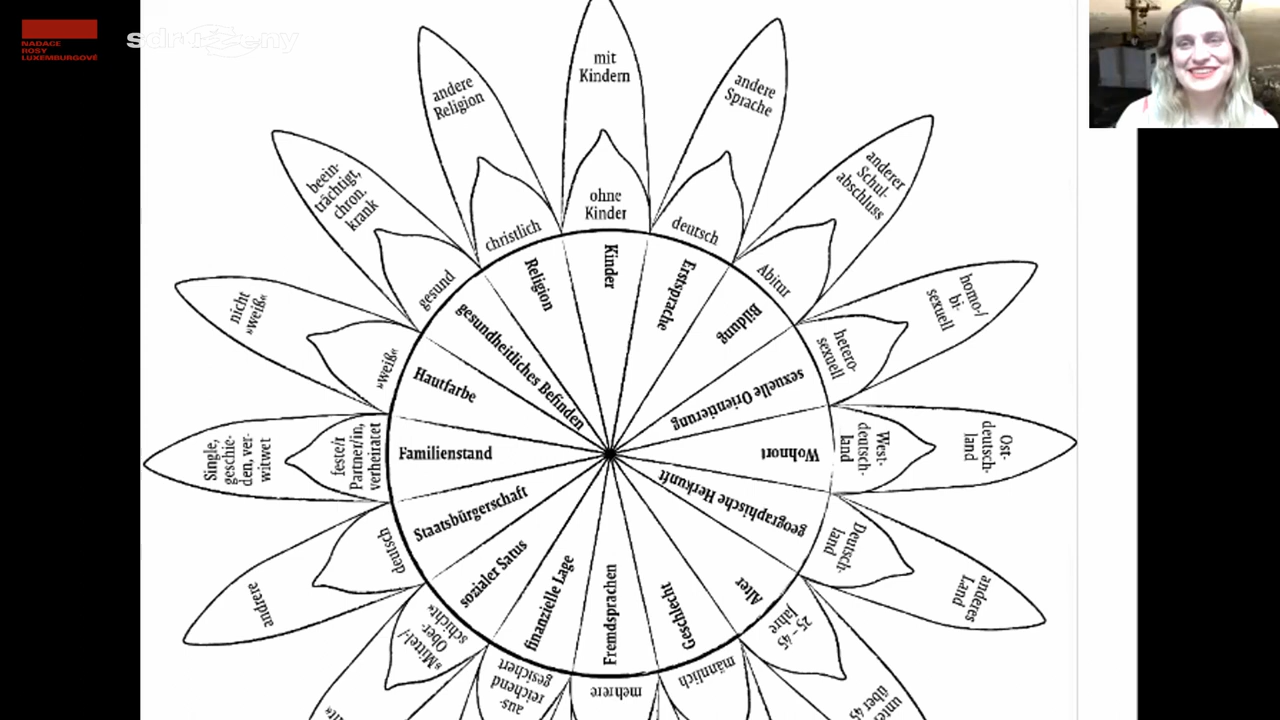 NADACE
ROSY
LUXEMBURGOVÉ
mit
Kindern
ohne
Kinder
Kinder
andere
Sprache
deutsch
Erstsprache
anderer
Schul-
abschluss
Abitur
Bildung
homo-/
bi-
sexuell
hetero-
sexuell
sexuelle Orientierung
Ost-
deutsch-
land
West-
deutsch-
land
Wohnort
anderes
Land
Deutsch-
land
geographische Herkunft
über 45
25–45
Jahre
Alter
männlich
Geschlecht
mehrere
Fremdsprachen
aus-
reichend
gesichert
finanzielle Lage
»Mittel-/
Ober-
schicht«
sozialer Satus
andrere
deutsch
Staatsbürgerschaft
Single,
geschie-
den, ver-
witwet
feste/r
Partner/in,
verheiratet
Familienstand
nicht
»weiß«
»weiß«
Hautfarbe
beein-
trächtigt,
chron.
krank
gesund
gesundheitliches Befinden
andere
Religion
christlich
Religion